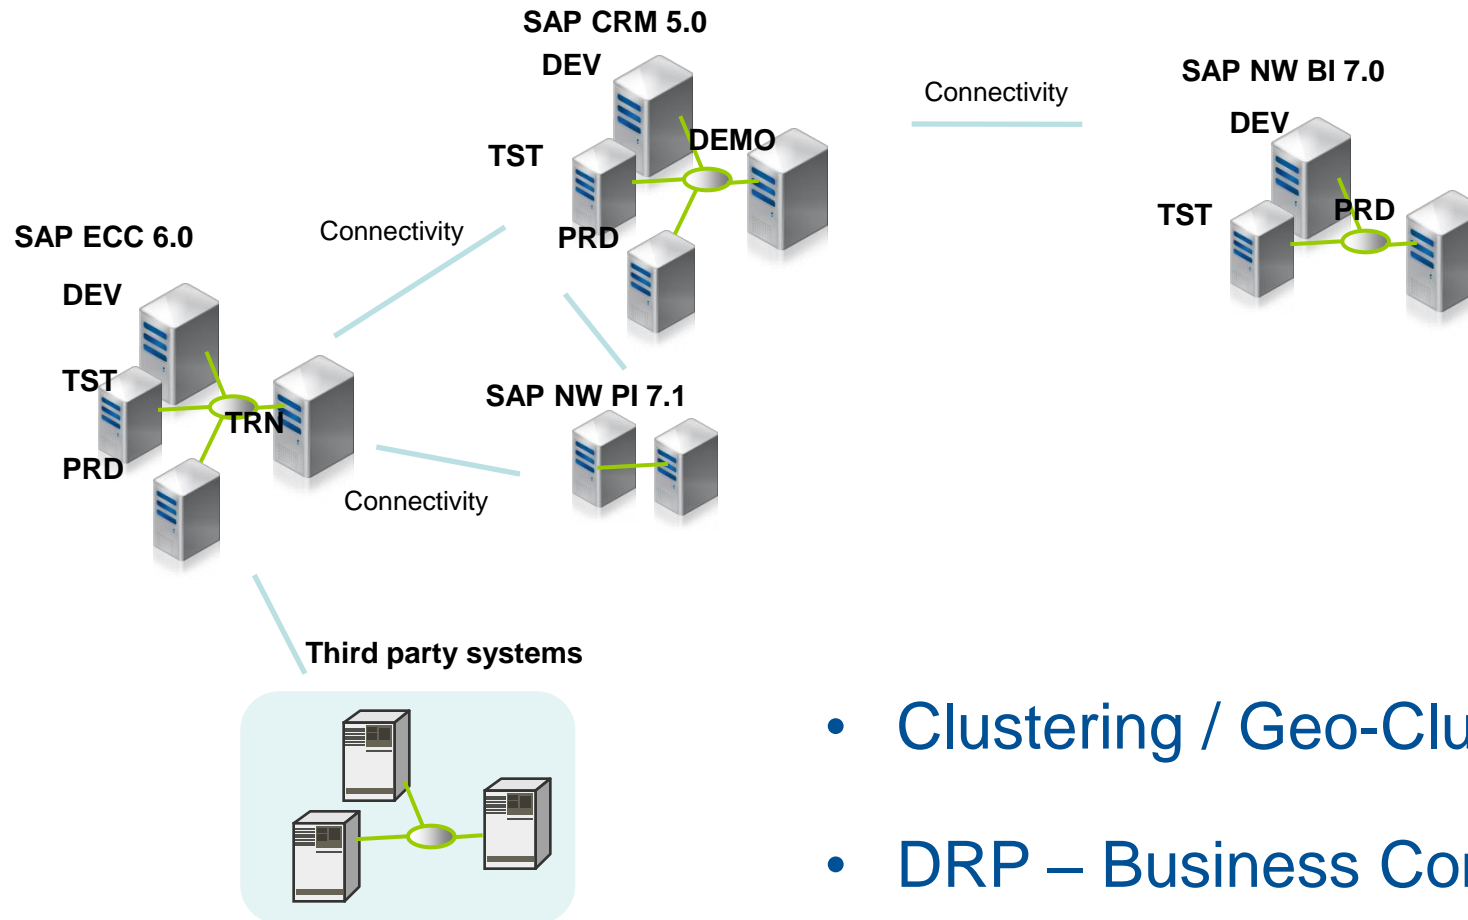 SAP CRM 5.0
DEV
TST
DEMO
PRD
Connectivity
SAP NW BI 7.0
DEV
TST
PRD
SAP ECC 6.0
Connectivity
DEV
TST
TRN
PRD
SAP NW PI 7.1
Connectivity
Third party systems
• Clustering / Geo-Clu
• DRP – Business Co